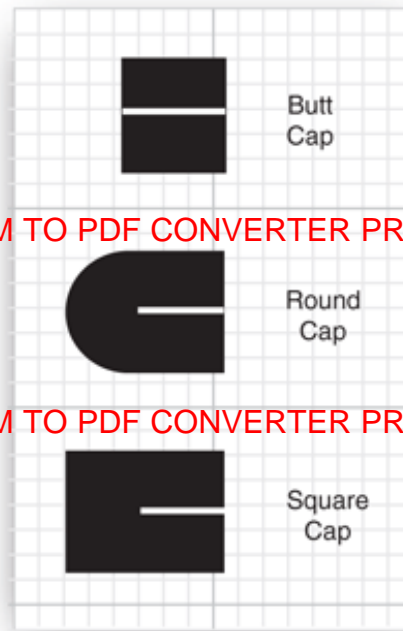 Butt
Cap
M TO PDF CONVERTER PR
Round
Cap
M TO PDF CONVERTER PR
Square
Cap